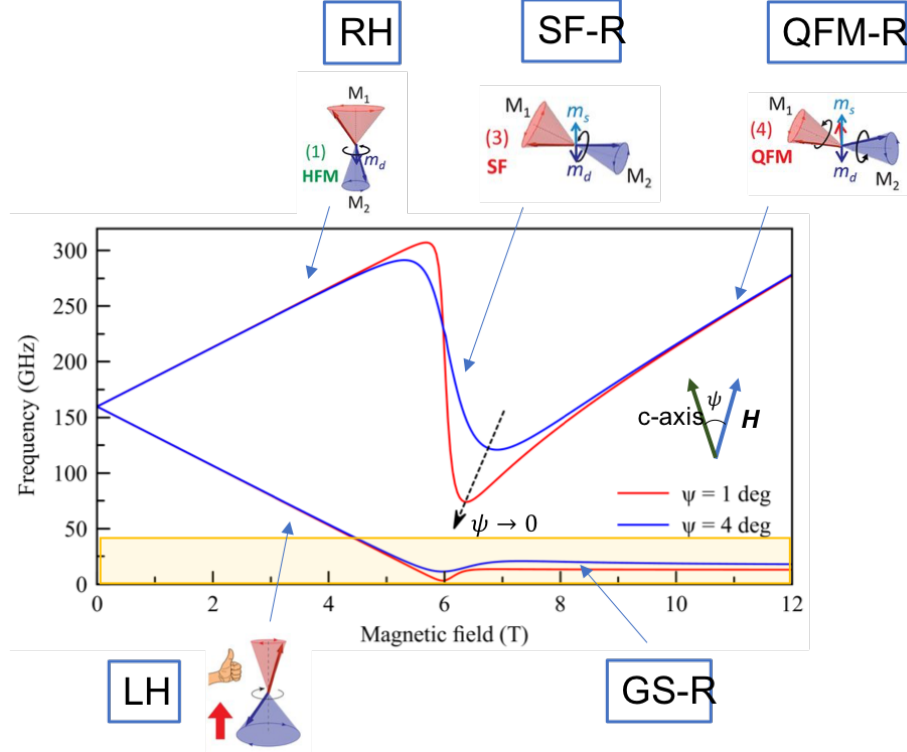 RH
SF-R
QFM-R
M1
(1)
HFM
md
M2
M1
ms
(3)
SF
md
M2
M1
ms
(4)
QFM
md
M2
Frequency (GHz)
300
250
200
150
100
50
0
c-axis
ψ
H
ψ → 0
ψ = 1 deg
ψ = 4 deg
0 2 4 6 8 10 12
Magnetic field (T)
LH
GS-R